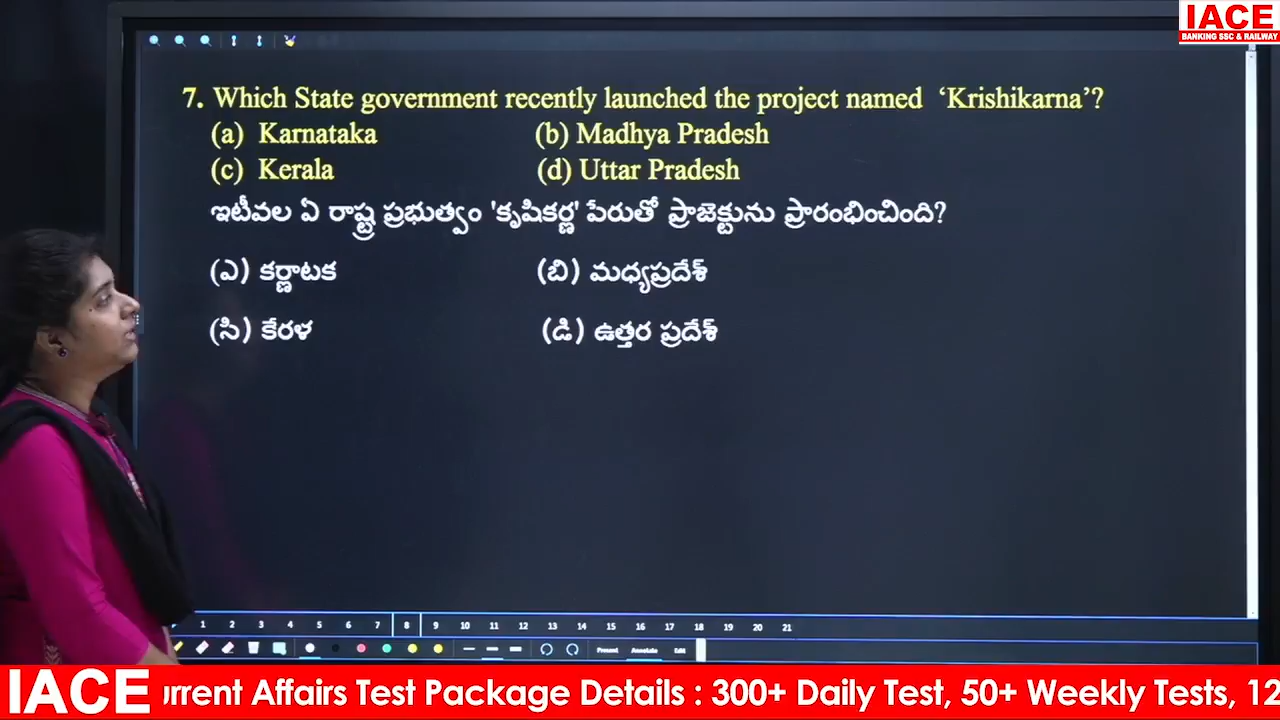 IACE
BANKING SSC & RAILWAY
7. Which State government recently launched the project named ‘Krishikarna’?
(a) Karnataka (b) Madhya Pradesh
(c) Kerala (d) Uttar Pradesh
ఇటీవల ఏ రాష్ట్ర ప్రభుత్వం 'కృషికర్ణ' పేరుతో ప్రాజెక్టును ప్రారంభించింది?
(ఎ) కర్ణాటక (బి) మధ్యప్రదేశ్
(సి) కేరళ (డి) ఉత్తర ప్రదేశ్
1 2 3 4 5 6 7 8 9 10 11 12 13 14 15 16 17 18 19 20 21
Present Annotate Edit
IACE urrent Affairs Test Package Details : 300+ Daily Test, 50+ Weekly Tests, 12